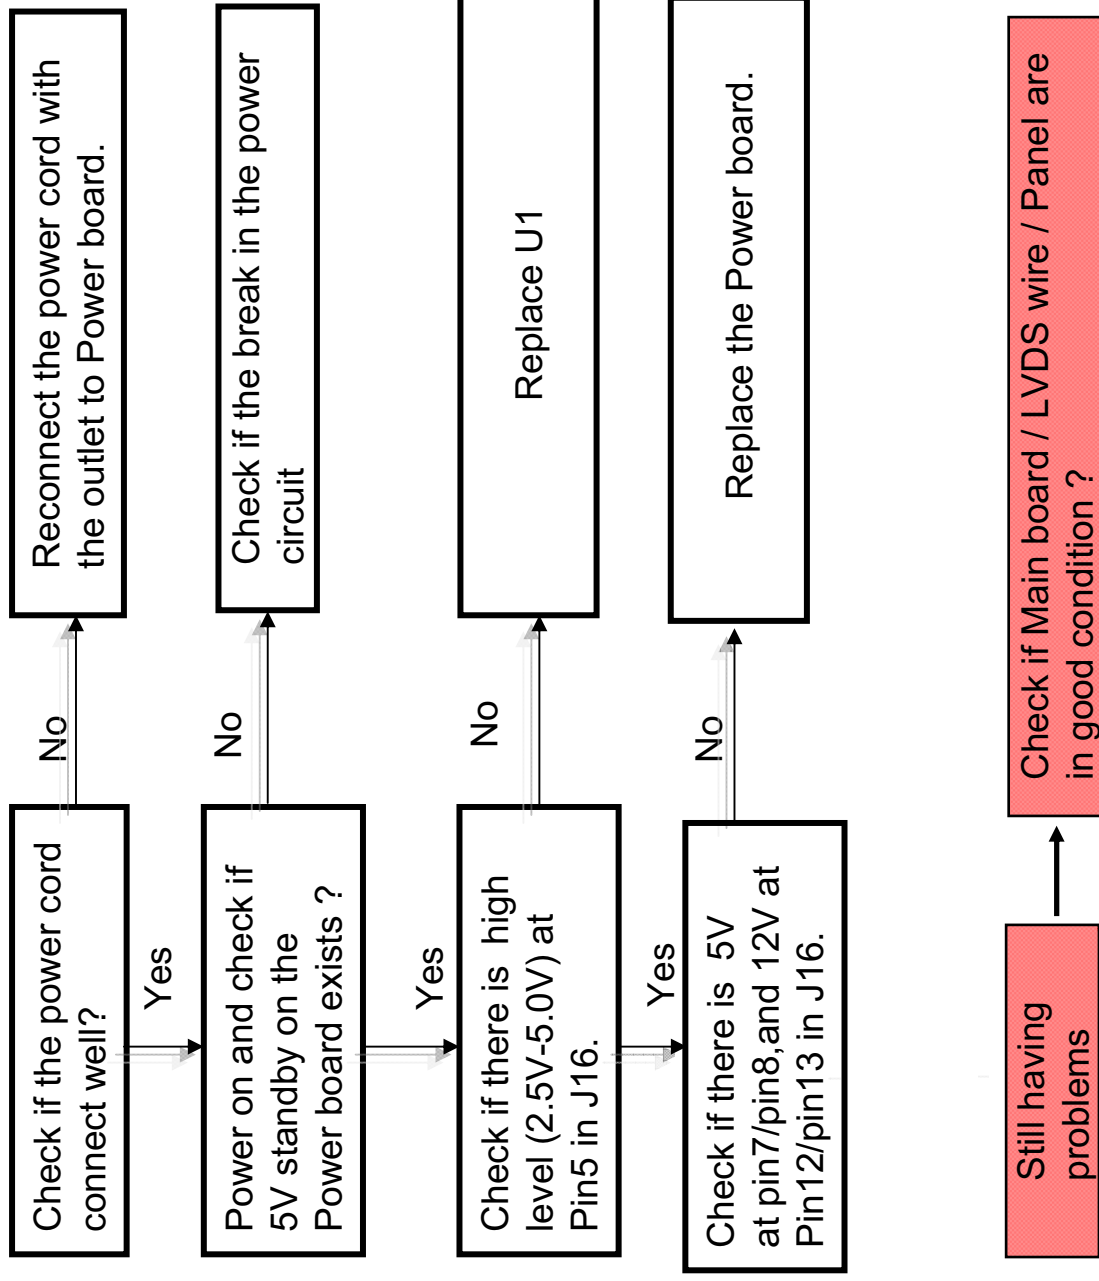 Check if the power cord
connect well?
No
Reconnect the power cord with
the outlet to Power board.
Yes
Power on and check if
5V standby on the
Power board exists ?
No
Check if the break in the power
circuit
Yes
Check if there is  high
level (2.5V-5.0V) at
Pin5 in J16.
No
Replace U1
Yes
Check if there is  5V
at pin7/pin8,and 12V at
Pin12/pin13 in J16.
No
Replace the Power board.
Still having
problems
Check if Main board / LVDS wire / Panel are
in good condition ?